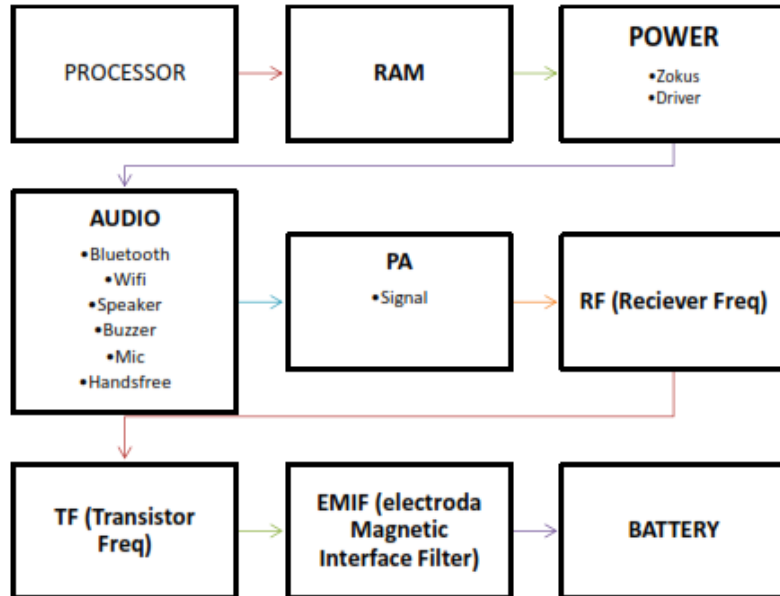 PROCESSOR
RAM
POWER
•Zokus
•Driver
AUDIO
•Bluetooth
•Wifi
•Speaker
•Buzzer
•Mic
•Handsfree
PA
•Signal
RF (Reciever Freq)
TF (Transistor
Freq)
EMIF (electroda
Magnetic
Interface Filter)
BATTERY